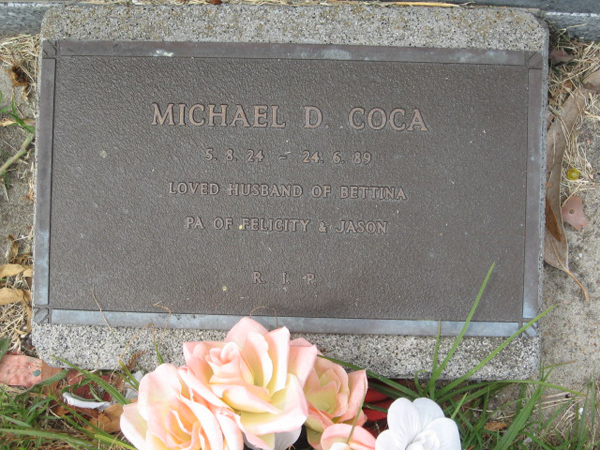 MICHAEL D. COCA
5. 8. 24 - 24. 6. 89
LOVED HUSBAND OF BETTINA
PA OF FELICITY & JASON
R. I. P